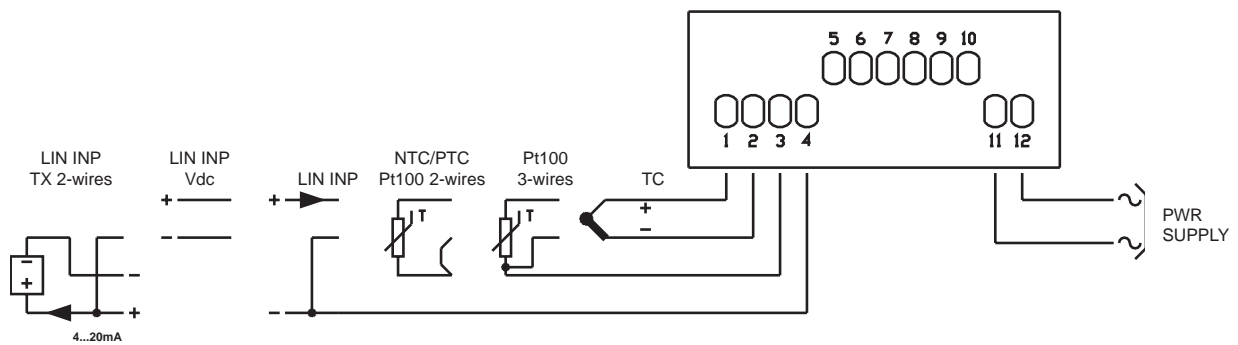 5 6 7 8 9 10
1 2 3 4 11 12
LIN INP
TX 2-wires
LIN INP
Vdc
LIN INP
NTC/PTC
Pt100 2-wires
Pt100
3-wires
TC
+ + T T +
− −
PWR
SUPPLY
−
+
−
+
−
4...20mA